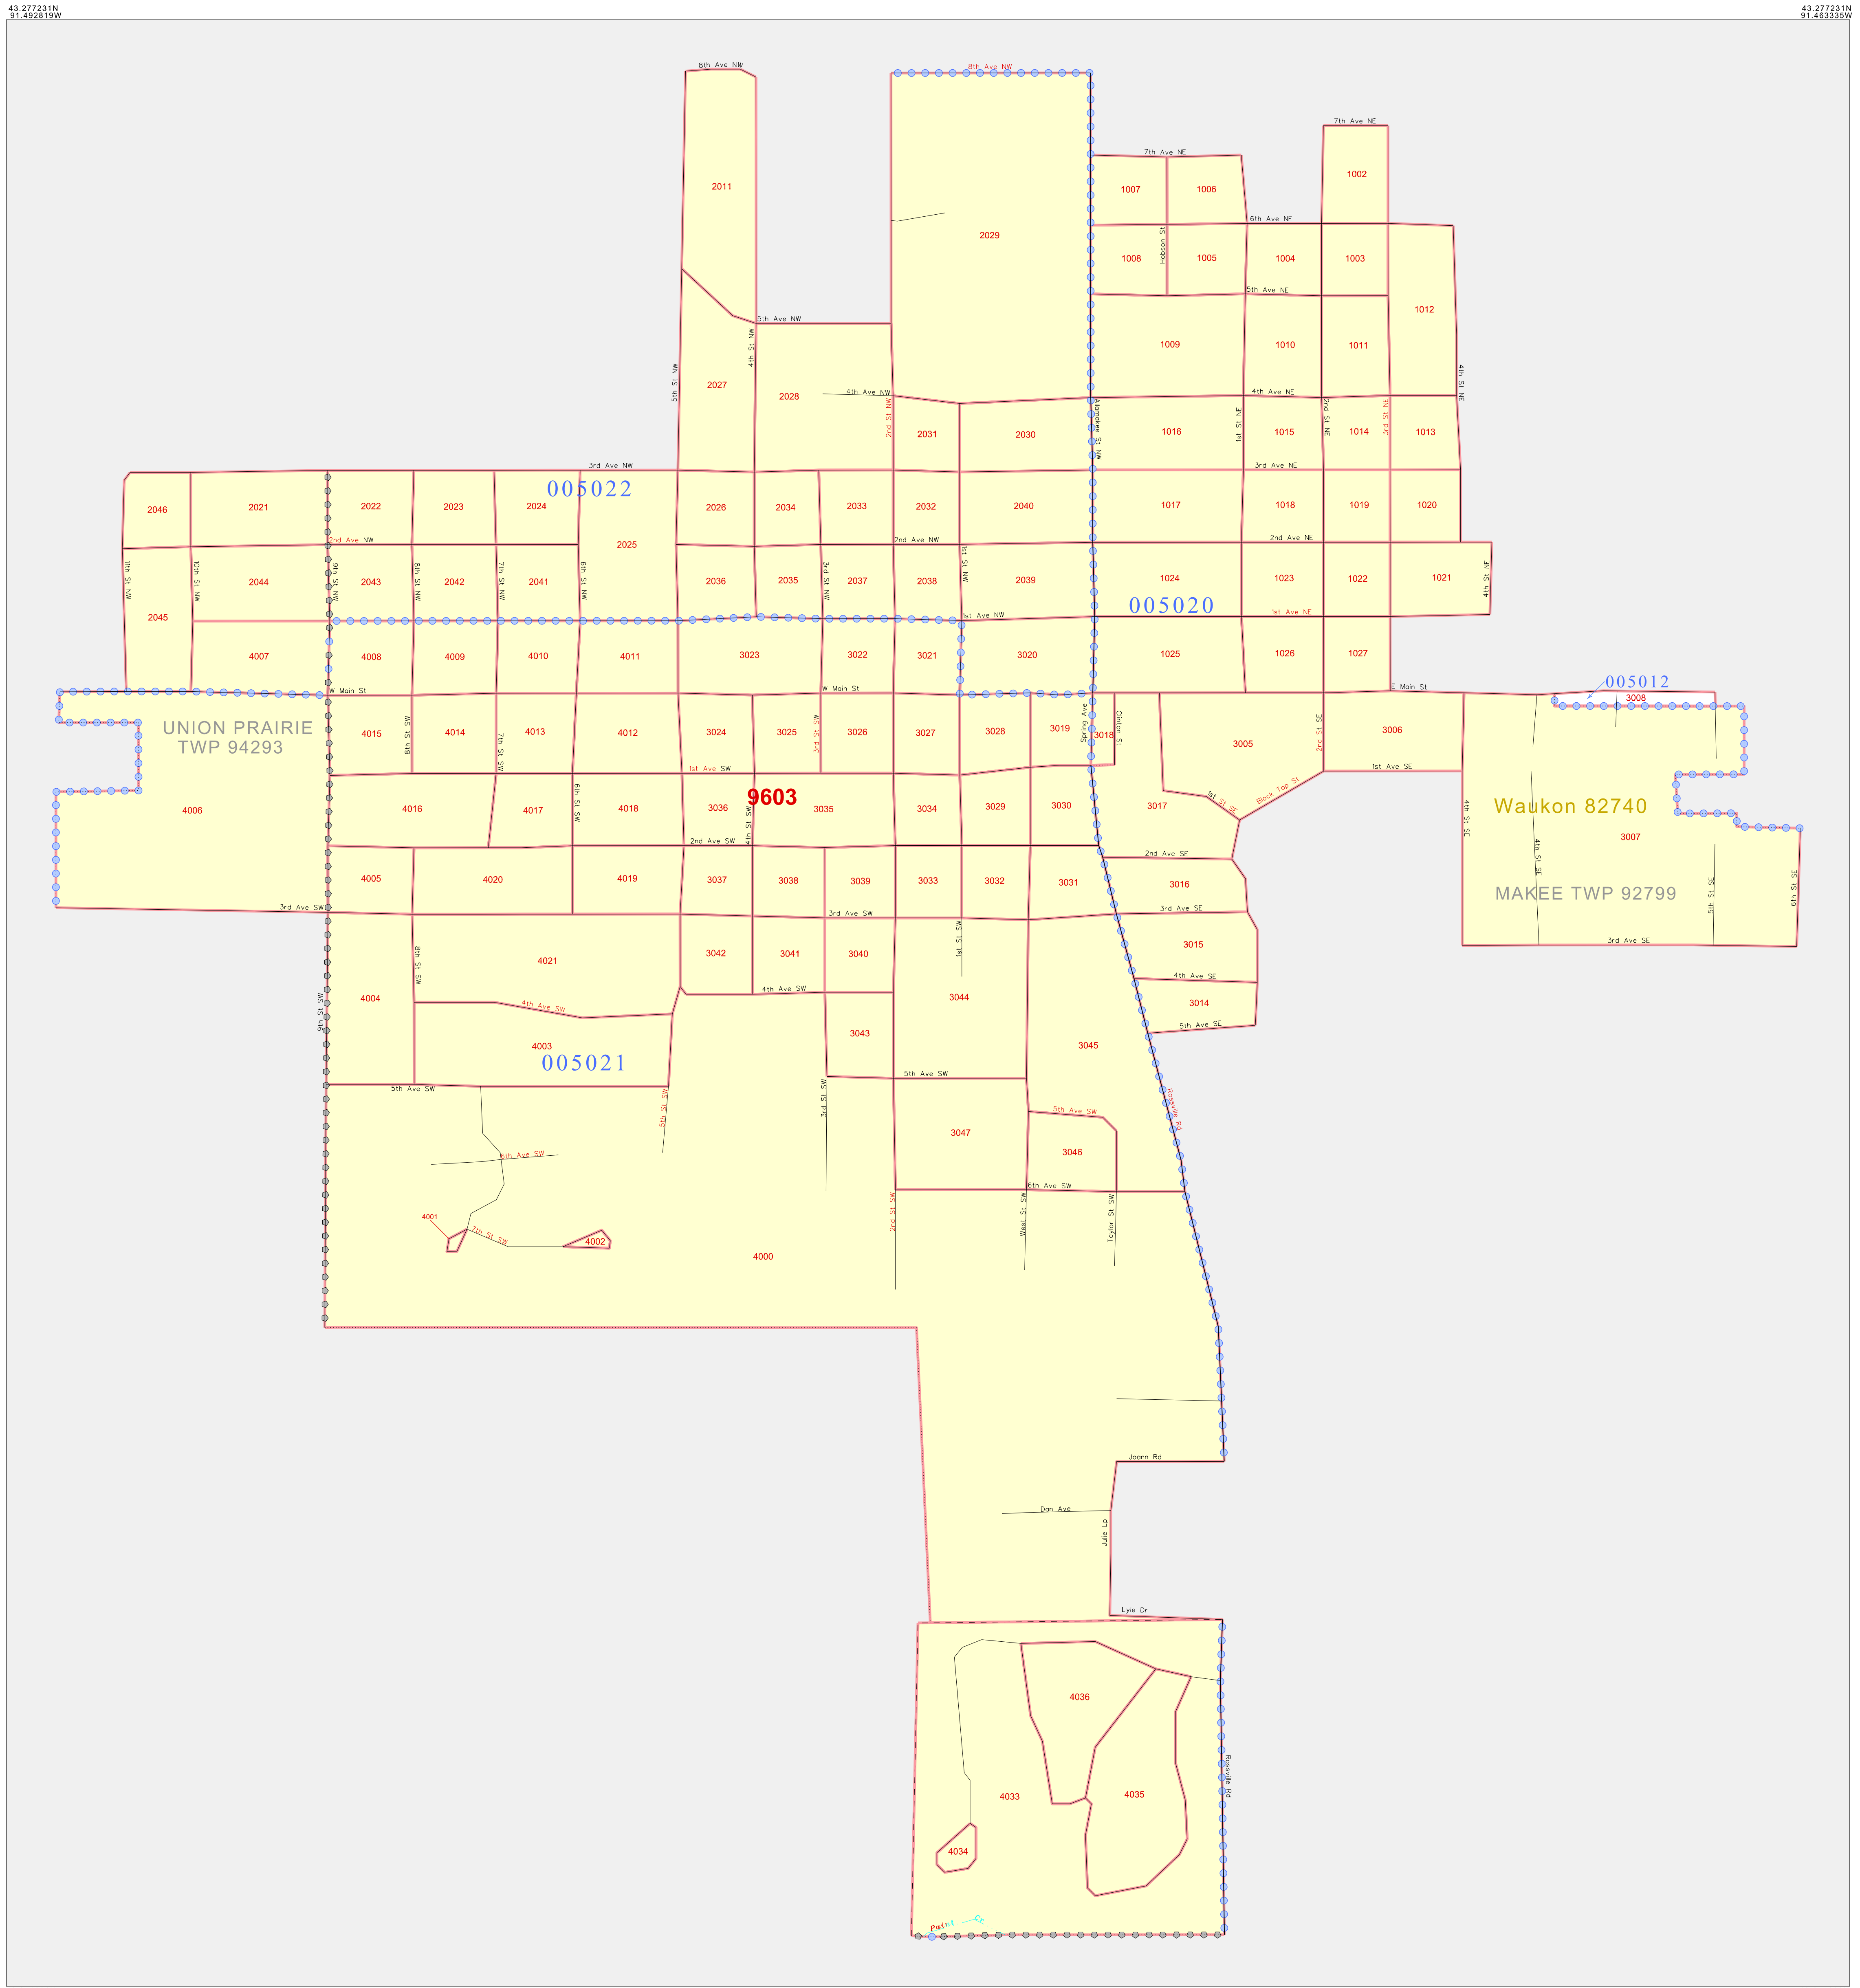 43.277231N
91.492819W
43.277231N
91.463335W
8th Ave NW
8th Ave NW
7th Ave NE
7th Ave NE
2011
1002
1007
1006
6th Ave NE
2029
Hobson St
1008
1005
1004
1003
5th Ave NE
1012
5th Ave NW
4th St NW
1009
1010
1011
5th St NW
2027
2028
4th Ave NW
4th Ave NE
4th St NE
2nd St NW
Allamakee St NW
1st St NE
2nd St NE
3rd St NE
2031
2030
1016
1015
1014
1013
3rd Ave NW
3rd Ave NE
005022
2046
2021
2022
2023
2024
2026
2034
2033
2032
2040
1017
1018
1019
1020
2nd Ave NW
2nd Ave NW
2nd Ave NE
2025
11th St NW
10th St NW
9th St NW
8th St NW
7th St NW
6th St NW
3rd St NW
1st St NW
4th St NE
2044
2043
2042
2041
2036
2035
2037
2038
2039
1024
1023
1022
1021
005020
2045
1st Ave NW
1st Ave NE
4007
4008
4009
4010
4011
3023
3022
3021
3020
1025
1026
1027
W Main St
W Main St
E Main St
005012
3008
UNION PRAIRIE
TWP 94293
8th St SW
7th St SW
3rd St SW
Spring Ave
Clinton St
2nd St SE
4015
4014
4013
4012
3024
3025
3026
3027
3028
3019
3018
3005
3006
1st Ave SW
1st Ave SE
9603
Block Top St
1st St SE
4006
4016
4017
6th St SW
4018
3036
4th St SW
3035
3034
3029
3030
3017
4th St SE
Waukon 82740
3007
2nd Ave SW
2nd Ave SE
4th St SE
5th St SE
6th St SE
4005
4020
4019
3037
3038
3039
3033
3032
3031
3016
MAKEE TWP 92799
3rd Ave SW
3rd Ave SW
3rd Ave SE
3rd Ave SE
8th St SW
1st St SW
4021
3042
3041
3040
3015
4th Ave SE
4th Ave SW
4004
9th St SW
4th Ave SW
3044
3014
5th Ave SE
4003
3043
3045
005021
5th Ave SW
5th Ave SW
5th St SW
3rd St SW
5th Ave SW
Rossville Rd
3047
3046
6th Ave SW
6th Ave SW
2nd St SW
West St SW
Taylor St SW
4001
7th St SW
4002
4000
Joann Rd
Dan Ave
Julie Lp
Lyle Dr
4036
4033
4035
Rossville Rd
4034
Paint Cr